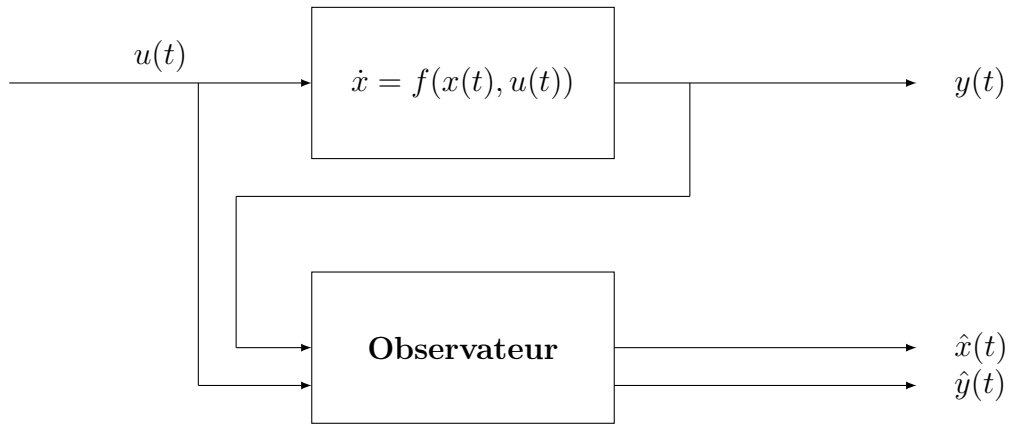 u(t)
ẋ = f(x(t), u(t))
y(t)
Observateur
x̂(t)
ŷ(t)